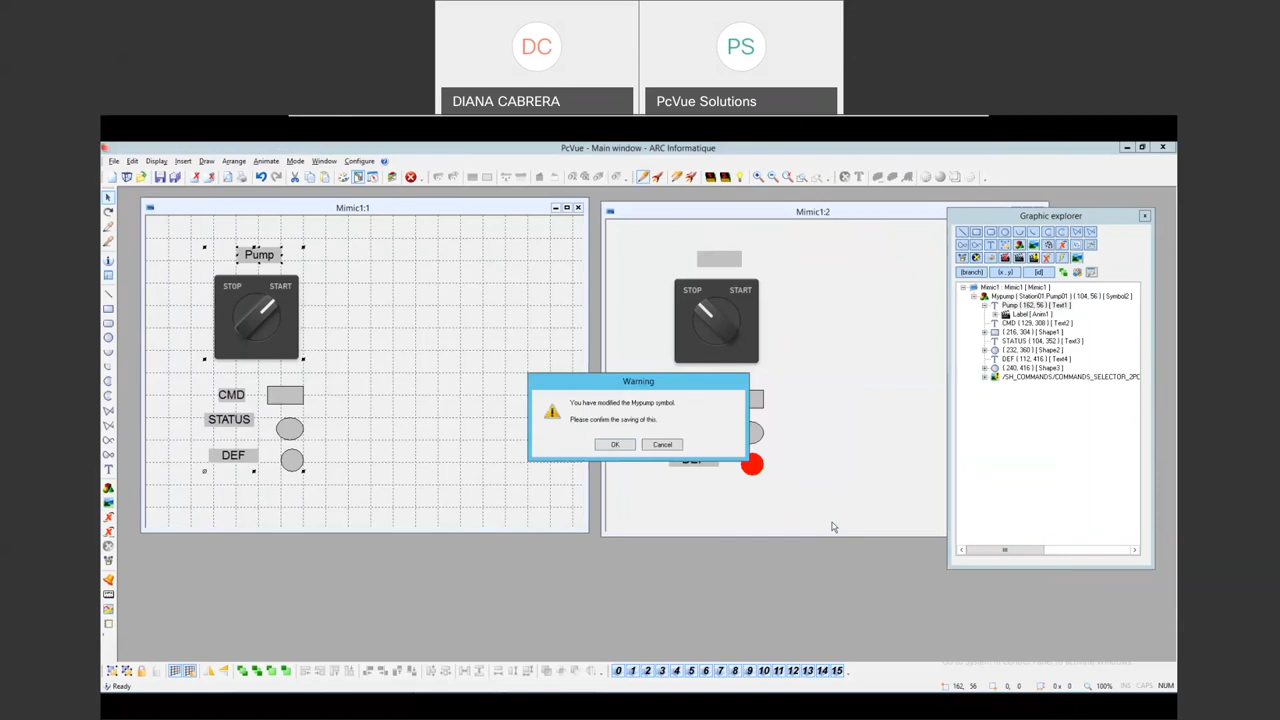 DC
PS
DIANA CABRERA
PcVue Solutions
PcVue - Main window - ARC Informatique
File Edit Display Insert Draw Arrange Animate Mode Window Configure
Mimic1:1
Pump
STOP START
CMD
STATUS
DEF
Mimic1:2
STOP START
Warning
You have modified the Mypump symbol.
Please confirm the saving of this.
OK Cancel
Graphic explorer
(branch) (x , y) [id]
Mimic1 : Mimic1 [ Mimic1 ]
Mypump ( Station01.Pump01 ) ( 104, 56 ) [ Symbol2 ]
Pump ( 162, 56 ) [ Text1 ]
Label [ Anim1 ]
CMD ( 129, 308 ) [ Text2 ]
( 216, 304 ) [ Shape1 ]
STATUS ( 104, 352 ) [ Text3 ]
( 232, 360 ) [ Shape2 ]
DEF ( 112, 416 ) [ Text4 ]
( 240, 416 ) [ Shape3 ]
/SH_COMMANDS/COMMANDS_SELECTOR_2PO
0 1 2 3 4 5 6 7 8 9 10 11 12 13 14 15
Ready
162, 56 0, 0 0 x 0 100% INS CAPS NUM